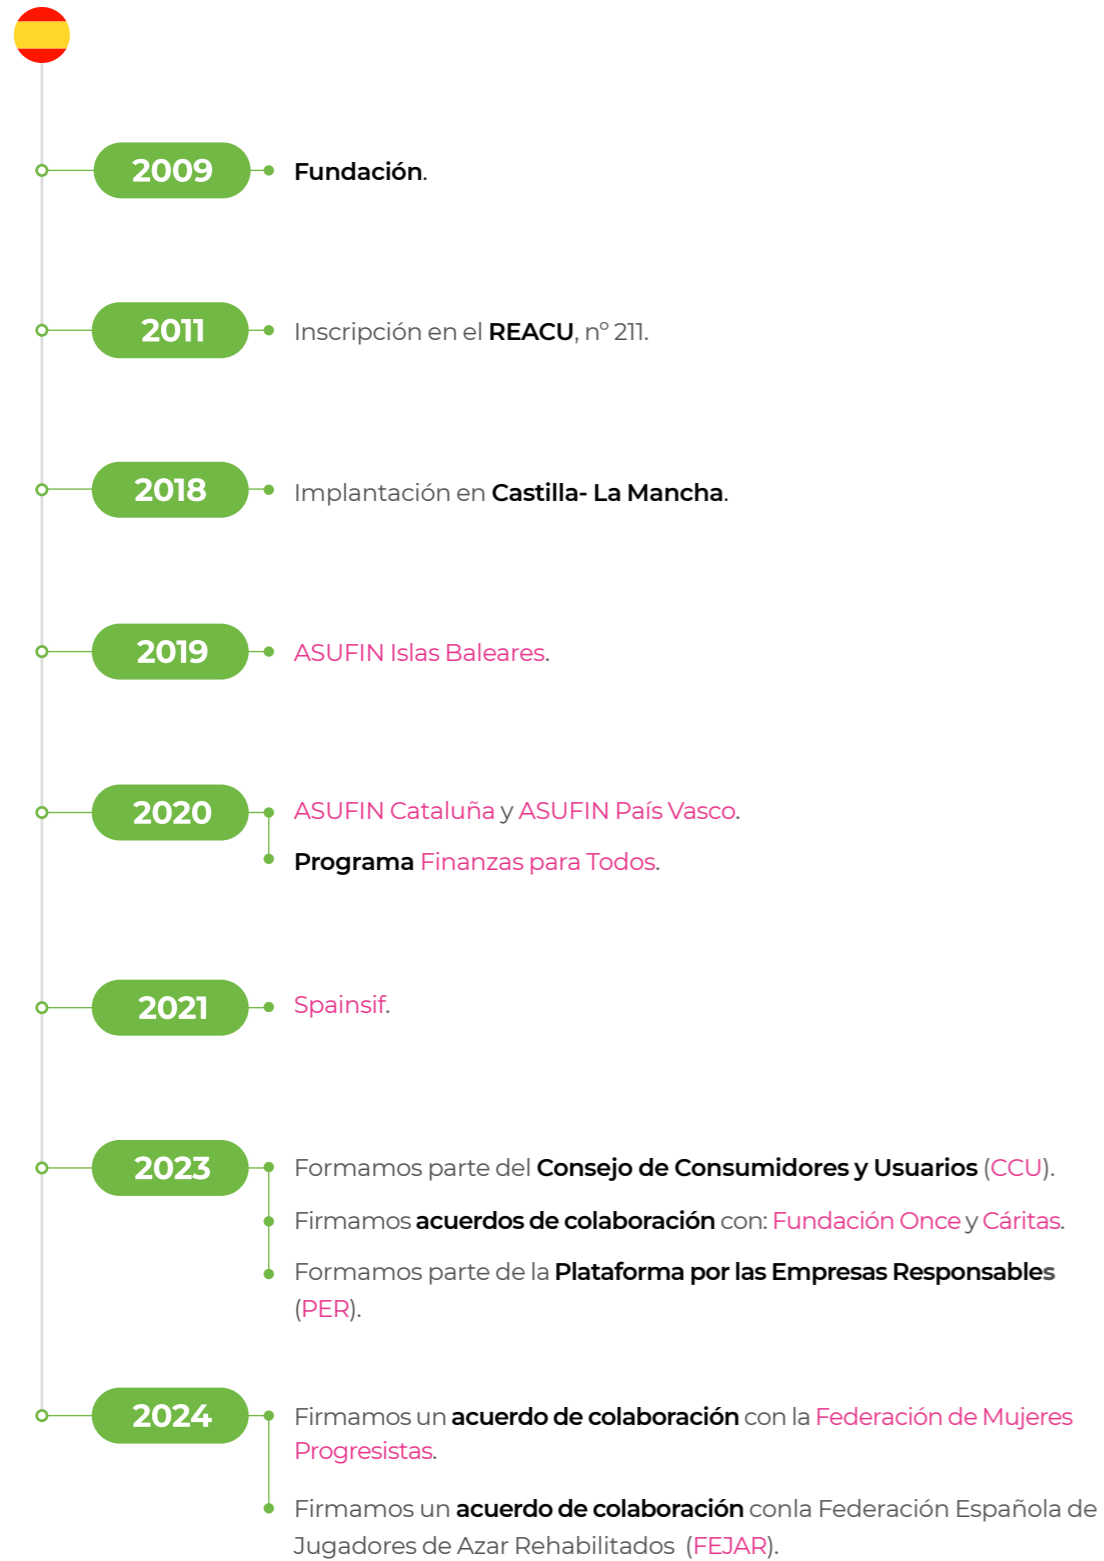 2009
Fundación.
2011
Inscripción en el REACU, nº 211.
2018
Implantación en Castilla- La Mancha.
2019
ASUFIN Islas Baleares.
2020
ASUFIN Cataluña y ASUFIN País Vasco.
Programa Finanzas para Todos.
2021
Spainsif.
2023
Formamos parte del Consejo de Consumidores y Usuarios (CCU).
Firmamos acuerdos de colaboración con: Fundación Once y Cáritas.
Formamos parte de la Plataforma por las Empresas Responsables
(PER).
2024
Firmamos un acuerdo de colaboración con la Federación de Mujeres
Progresistas.
Firmamos un acuerdo de colaboración conla Federación Española de
Jugadores de Azar Rehabilitados (FEJAR).